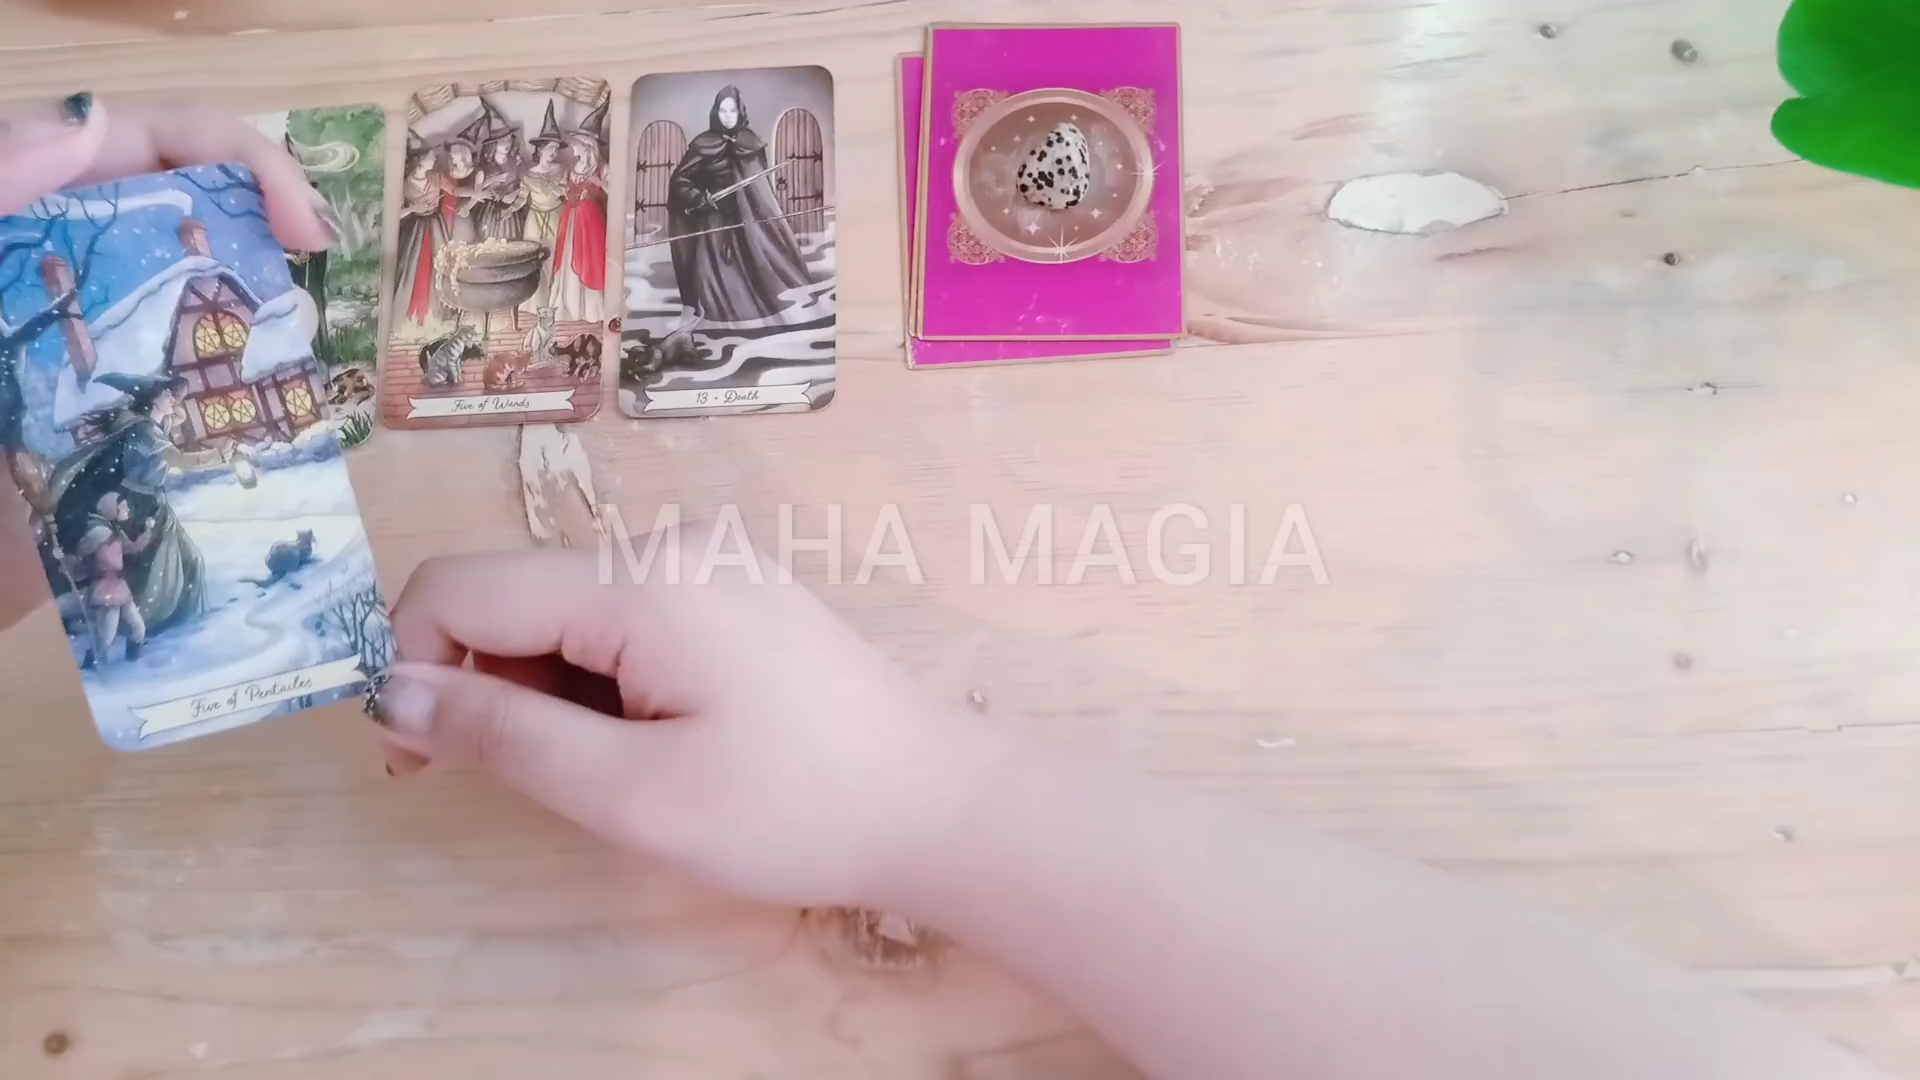 Five of Wands
13 • Death
MAHA MAGIA
Five of Pentacles